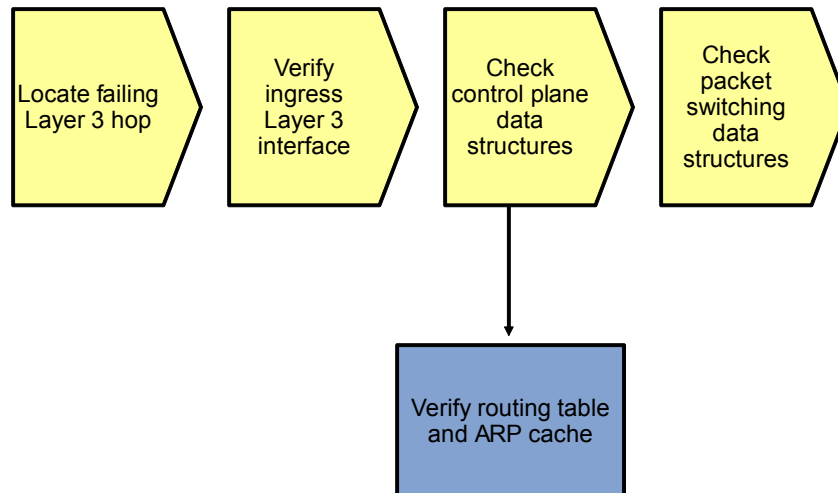 Locate failing
Layer 3 hop
Verify
ingress
Layer 3
interface
Check
control plane
data
structures
Check
packet
switching
data
structures
Verify routing table
and ARP cache